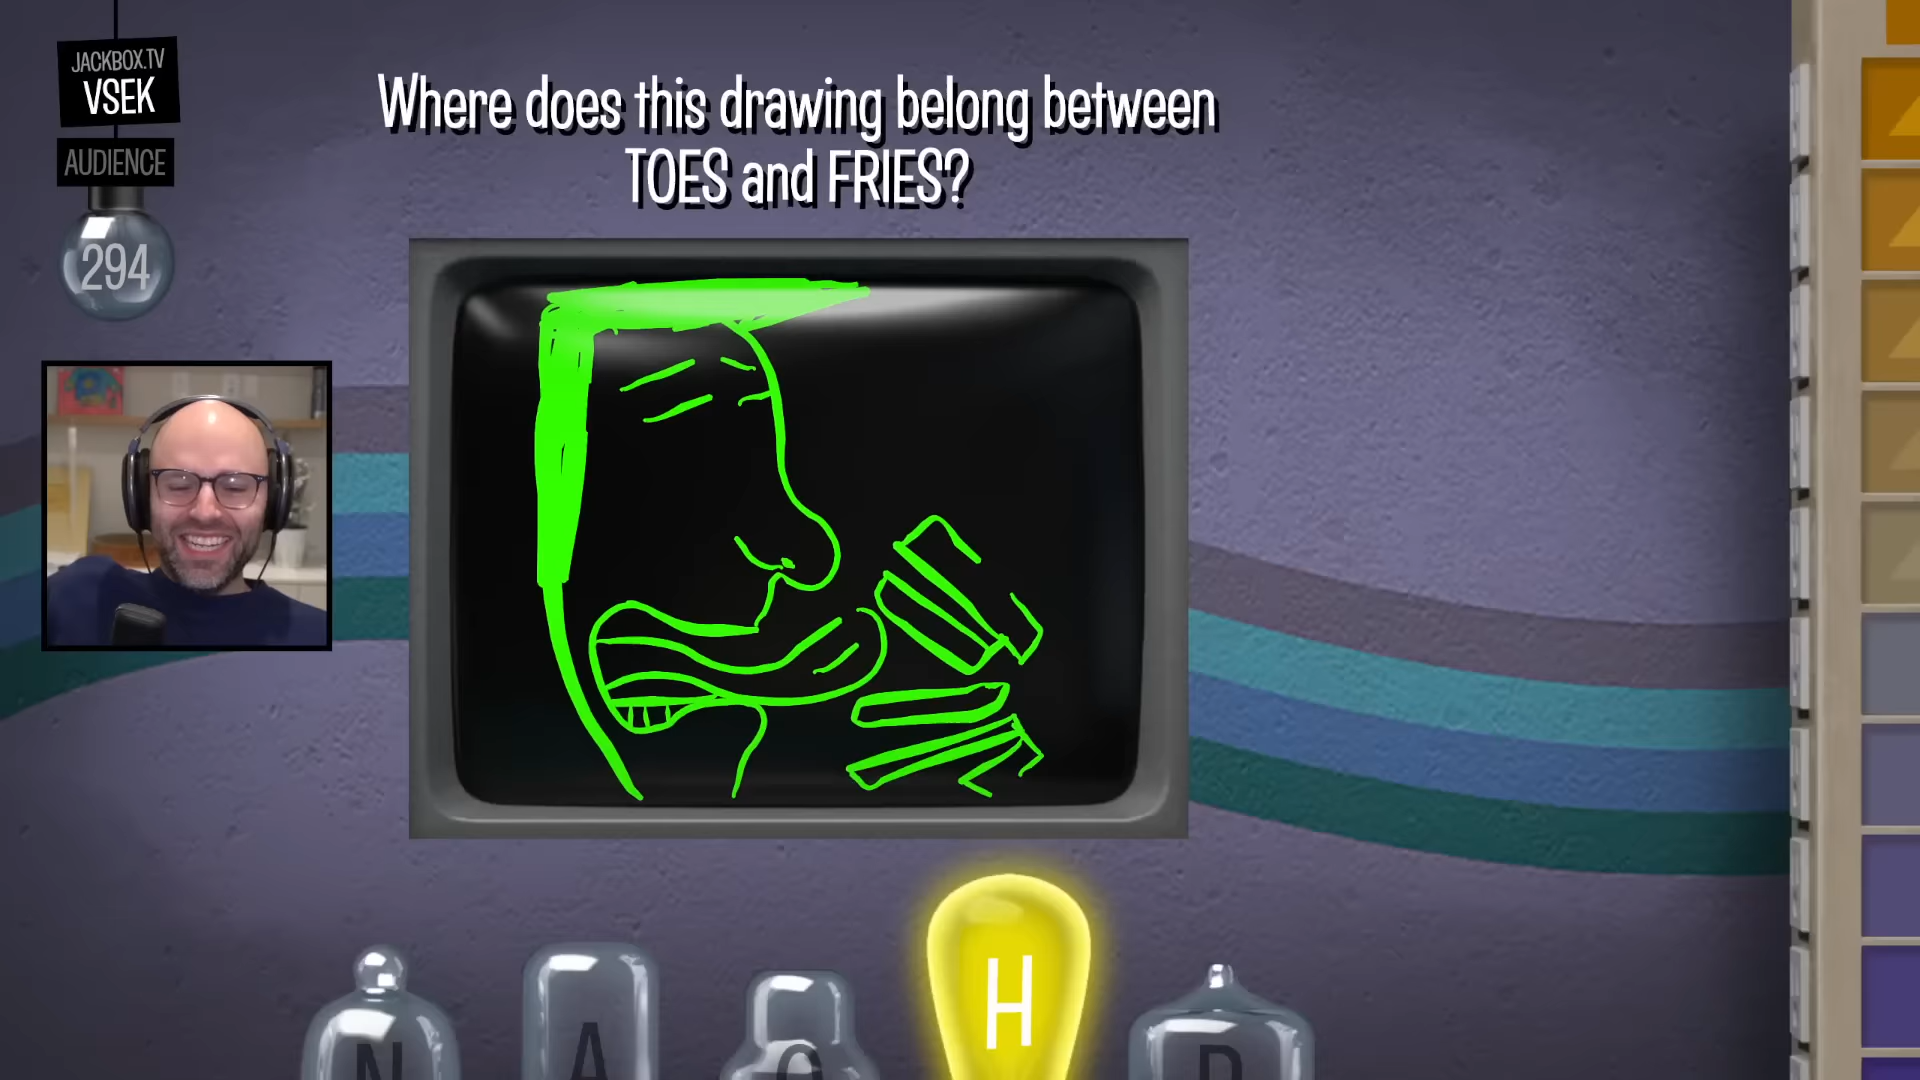 JACKBOX.TV
VSEK
AUDIENCE
294
Where does this drawing belong between
TOES and FRIES?
N
A
H